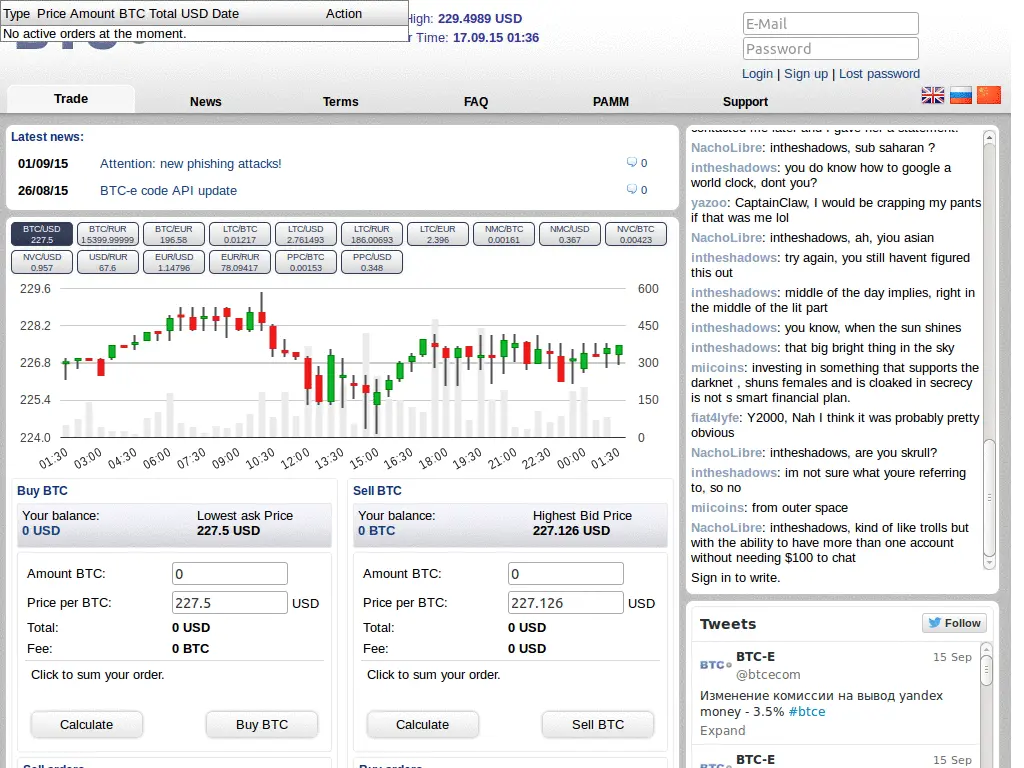 Type Price Amount BTC Total USD Date Action
No active orders at the moment.
High: 229.4989 USD
r Time: 17.09.15 01:36
E-Mail
Password
Login | Sign up | Lost password
Trade News Terms FAQ PAMM Support
Latest news:
01/09/15 Attention: new phishing attacks! 0
26/08/15 BTC-e code API update 0
BTC/USD BTC/RUR BTC/EUR LTC/BTC LTC/USD LTC/RUR LTC/EUR NMC/BTC NMC/USD NVC/BTC
227.5 15399.99999 196.58 0.01217 2.761493 186.00693 2.396 0.00161 0.367 0.00423
NVC/USD USD/RUR EUR/USD EUR/RUR PPC/BTC PPC/USD
0.957 67.6 1.14796 78.09417 0.00153 0.348
229.6 600
228.2 450
226.8 300
225.4 150
224.0 0
01:30 03:00 04:30 06:00 07:30 09:00 10:30 12:00 13:30 15:00 16:30 18:00 19:30 21:00 22:30 00:00 01:30
Buy BTC
Your balance: Lowest ask Price
0 USD 227.5 USD
Amount BTC: 0
Price per BTC: 227.5 USD
Total: 0 USD
Fee: 0 BTC
Click to sum your order.
Calculate Buy BTC
Sell BTC
Your balance: Highest Bid Price
0 BTC 227.126 USD
Amount BTC: 0
Price per BTC: 227.126 USD
Total: 0 USD
Fee: 0 USD
Click to sum your order.
Calculate Sell BTC
Sell orders Buy orders
contacted me later and I gave her a statement.
NachoLibre: intheshadows, sub saharan ?
intheshadows: you do know how to google a
world clock, dont you?
yazoo: CaptainClaw, I would be crapping my pants
if that was me lol
NachoLibre: intheshadows, ah, yiou asian
intheshadows: try again, you still havent figured
this out
intheshadows: middle of the day implies, right in
the middle of the lit part
intheshadows: you know, when the sun shines
intheshadows: that big bright thing in the sky
miicoins: investing in something that supports the
darknet , shuns females and is cloaked in secrecy
is not s smart financial plan.
fiat4lyfe: Y2000, Nah I think it was probably pretty
obvious
NachoLibre: intheshadows, are you skrull?
intheshadows: im not sure what youre referring
to, so no
miicoins: from outer space
NachoLibre: intheshadows, kind of like trolls but
with the ability to have more than one account
without needing $100 to chat
Sign in to write.
Tweets Follow
BTC-E 15 Sep
@btcecom
Изменение комиссии на вывод yandex
money - 3.5% #btce
Expand
BTC-E 15 Sep